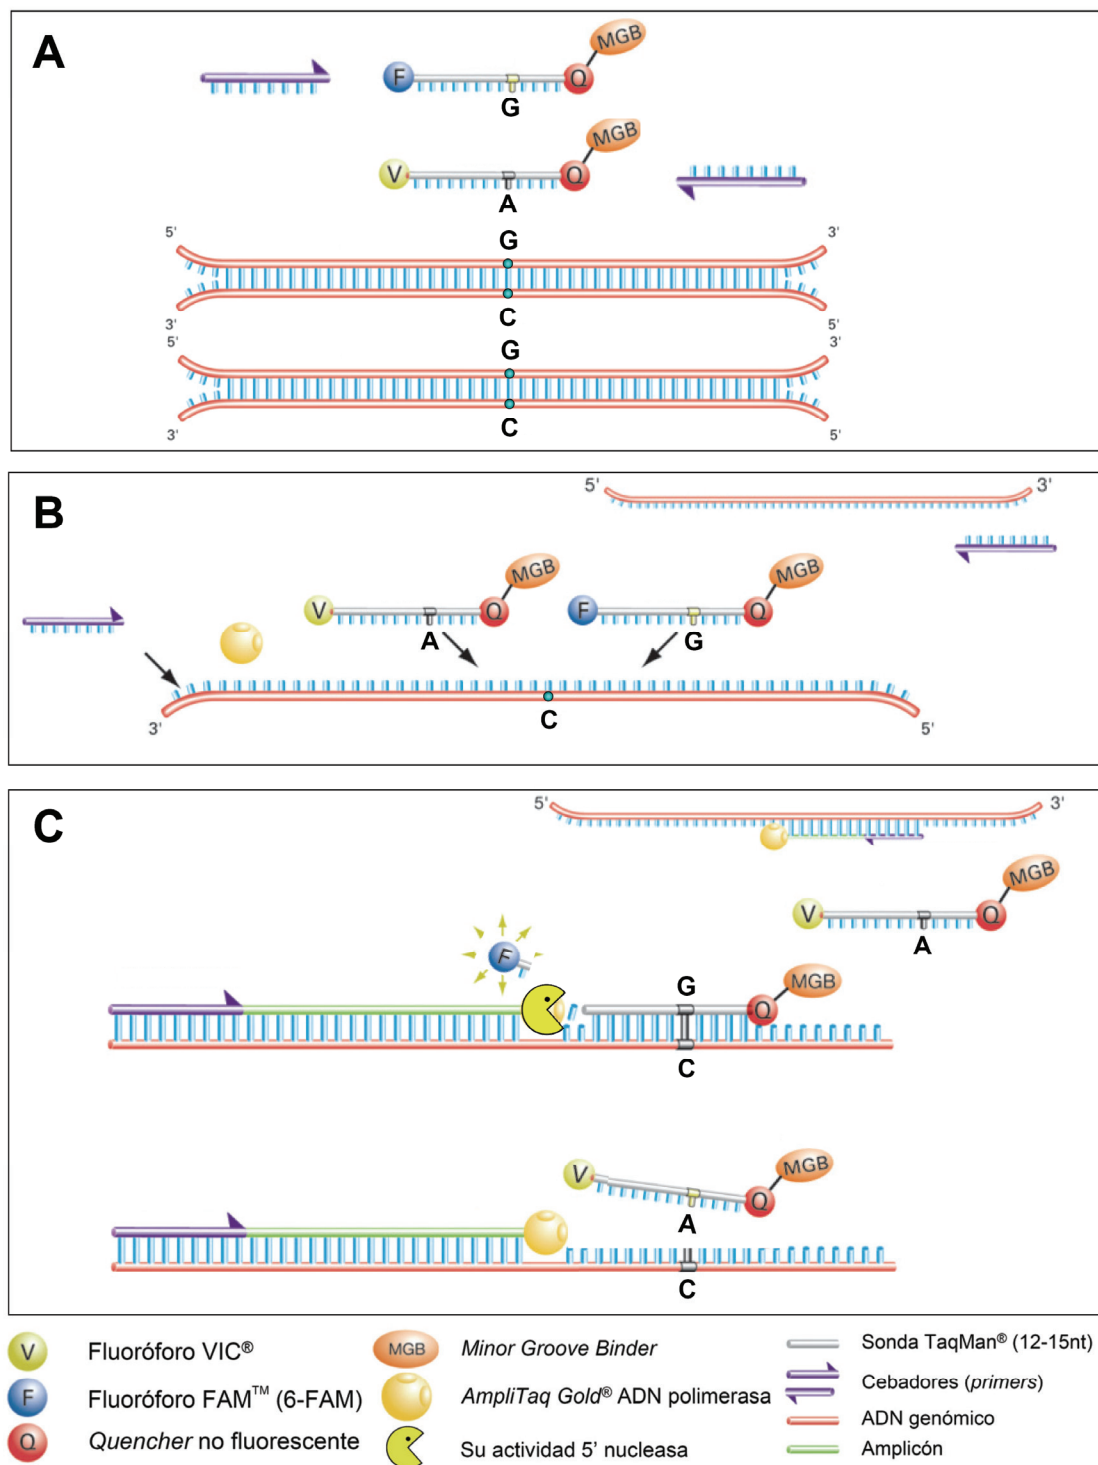 A
MGB
F
Q
G
MGB
V
Q
A
G
5'
3'
C
3'
5'
5'
3'
G
C
3'
5'
B
5'
3'
MGB
MGB
V
Q
F
Q
A
G
C
3'
5'
C
5'
3'
MGB
V
Q
A
F
G
MGB
Q
C
V
MGB
Q
A
C
V Fluoróforo VIC®
F Fluoróforo FAM™ (6-FAM)
Q Quencher no fluorescente
MGB Minor Groove Binder
AmpliTaq Gold® ADN polimerasa
Su actividad 5’ nucleasa
Sonda TaqMan® (12-15nt)
Cebadores (primers)
ADN genómico
Amplicón